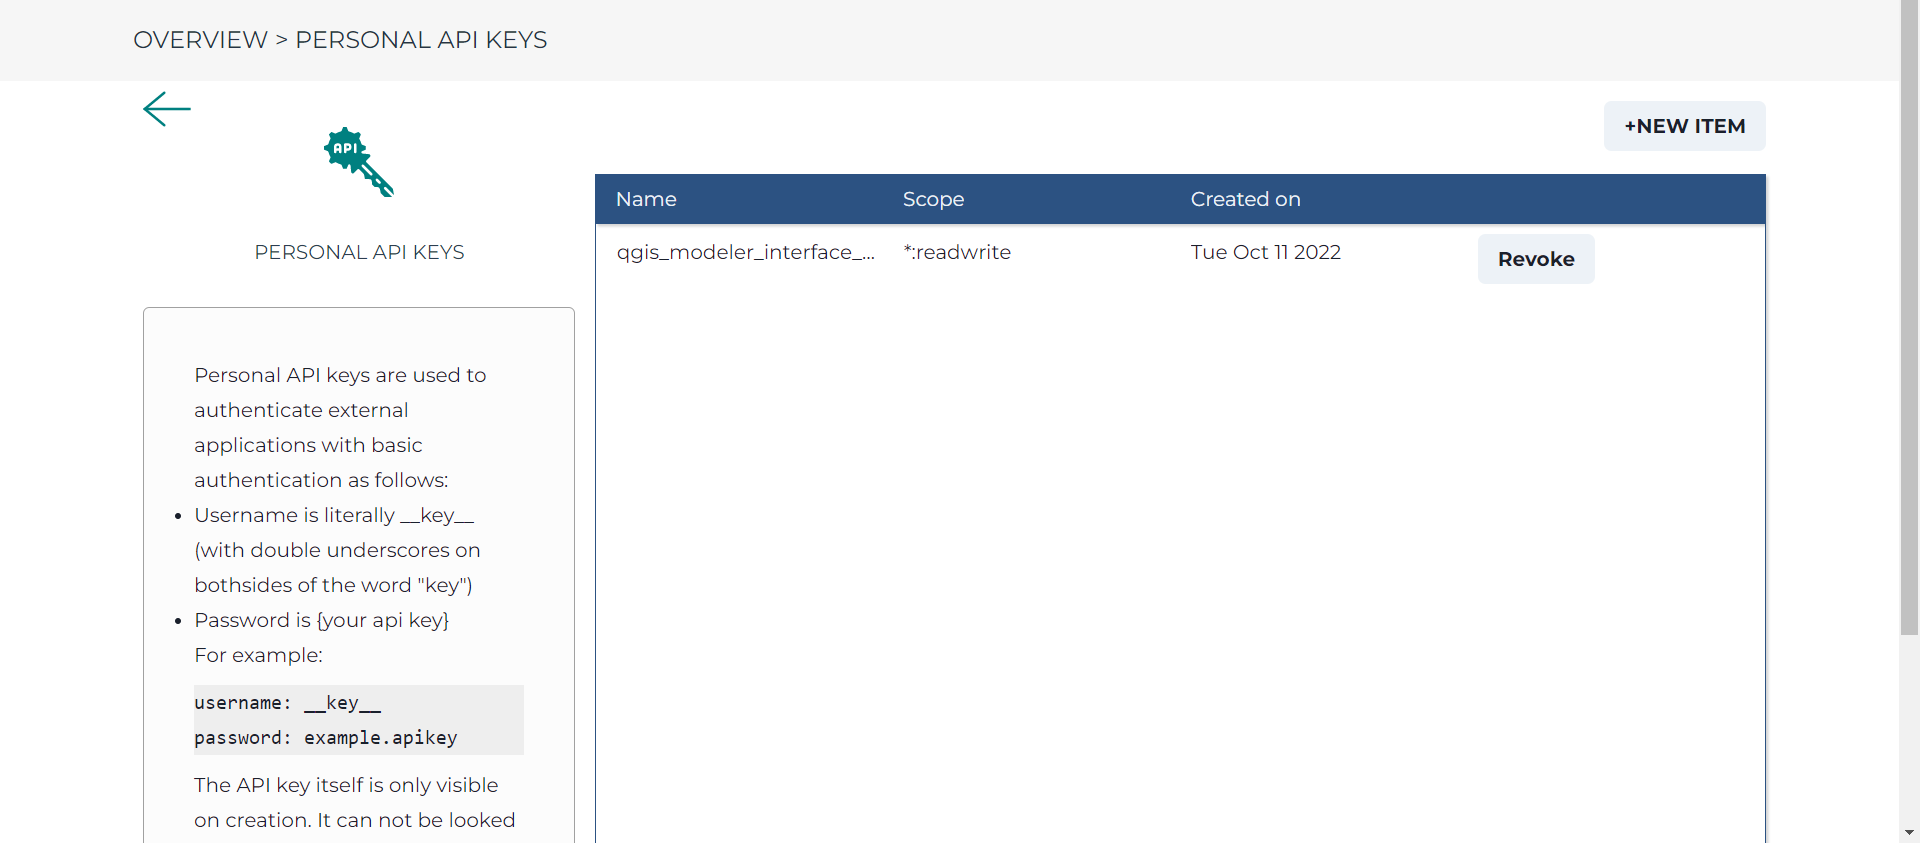 OVERVIEW > PERSONAL API KEYS
API
PERSONAL API KEYS
Personal API keys are used to
authenticate external
applications with basic
authentication as follows:
• Username is literally __key__
(with double underscores on
bothsides of the word "key")
• Password is {your api key}
For example:
username: __key__
password: example.apikey
The API key itself is only visible
on creation. It can not be looked
+NEW ITEM
Name Scope Created on
qgis_modeler_interface_... *:readwrite Tue Oct 11 2022 Revoke